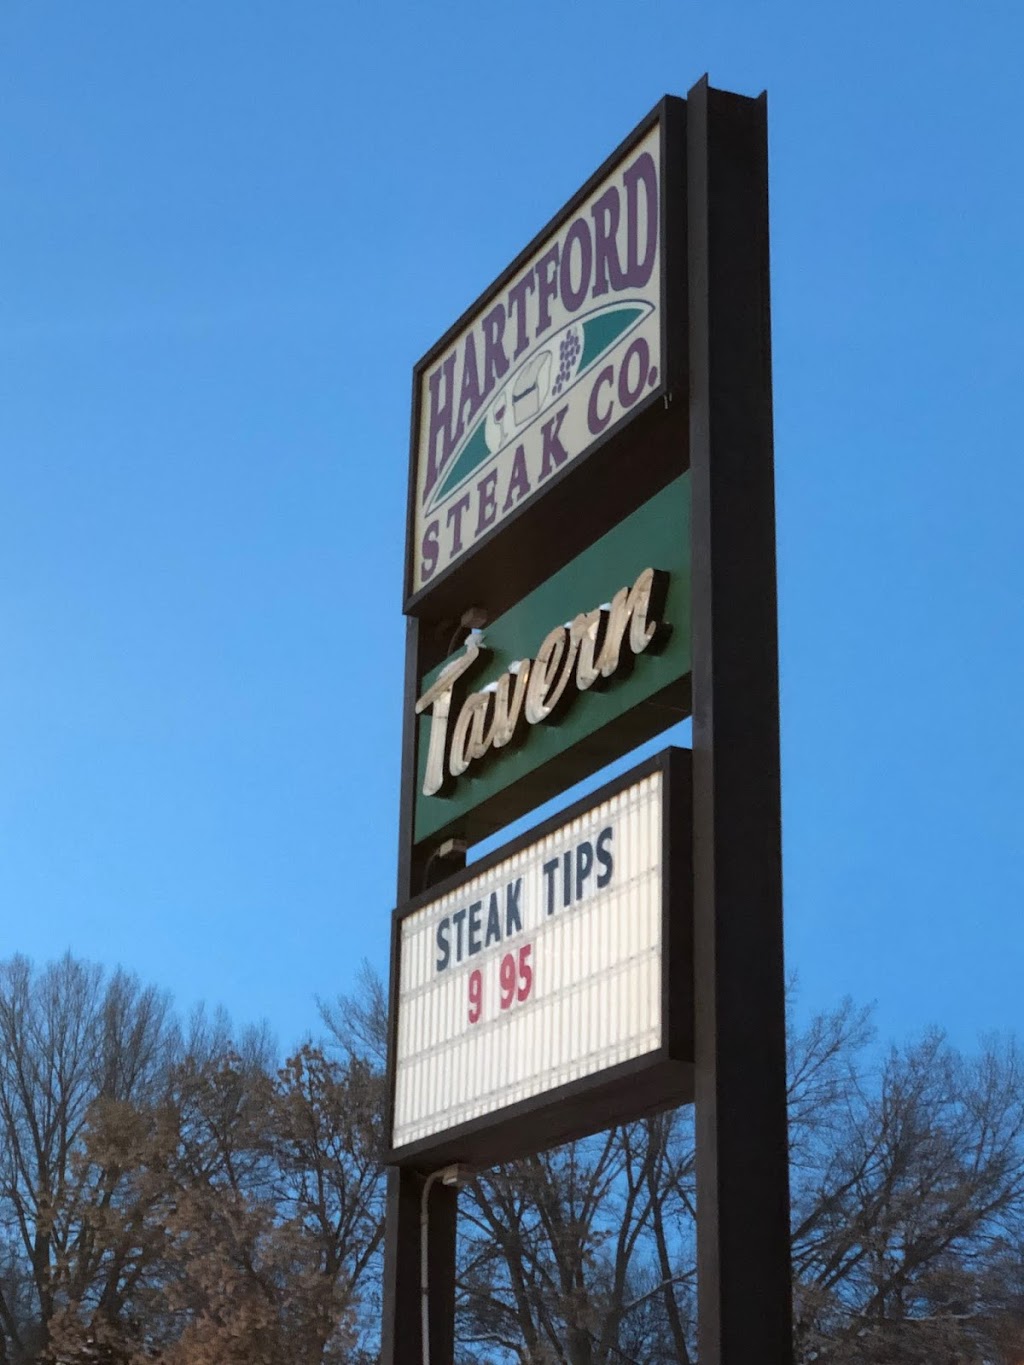 HARTFORD
STEAK CO.
Tavern
STEAK TIPS
9 95